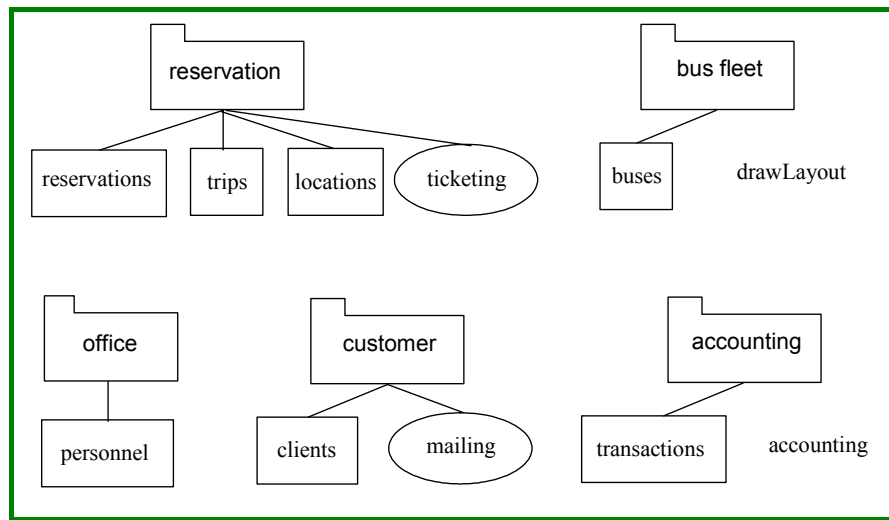 reservation
bus fleet
reservations
trips
locations
ticketing
buses
drawLayout
office
customer
accounting
personnel
clients
mailing
transactions
accounting